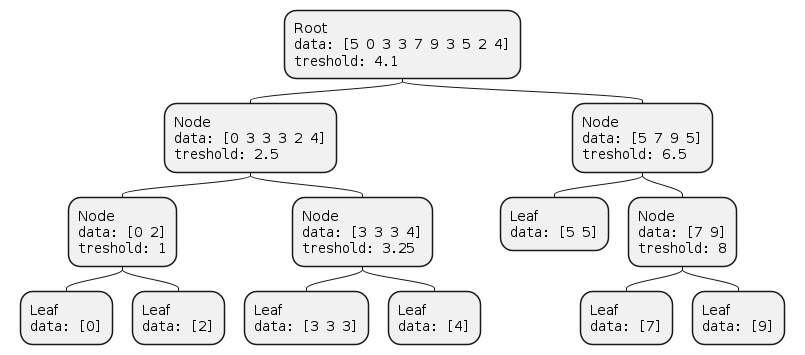 Root
data: [5 0 3 3 7 9 3 5 2 4]
treshold: 4.1
Node
data: [0 3 3 3 2 4]
treshold: 2.5
Node
data: [5 7 9 5]
treshold: 6.5
Node
data: [0 2]
treshold: 1
Node
data: [3 3 3 4]
treshold: 3.25
Leaf
data: [5 5]
Node
data: [7 9]
treshold: 8
Leaf
data: [0]
Leaf
data: [2]
Leaf
data: [3 3 3]
Leaf
data: [4]
Leaf
data: [7]
Leaf
data: [9]